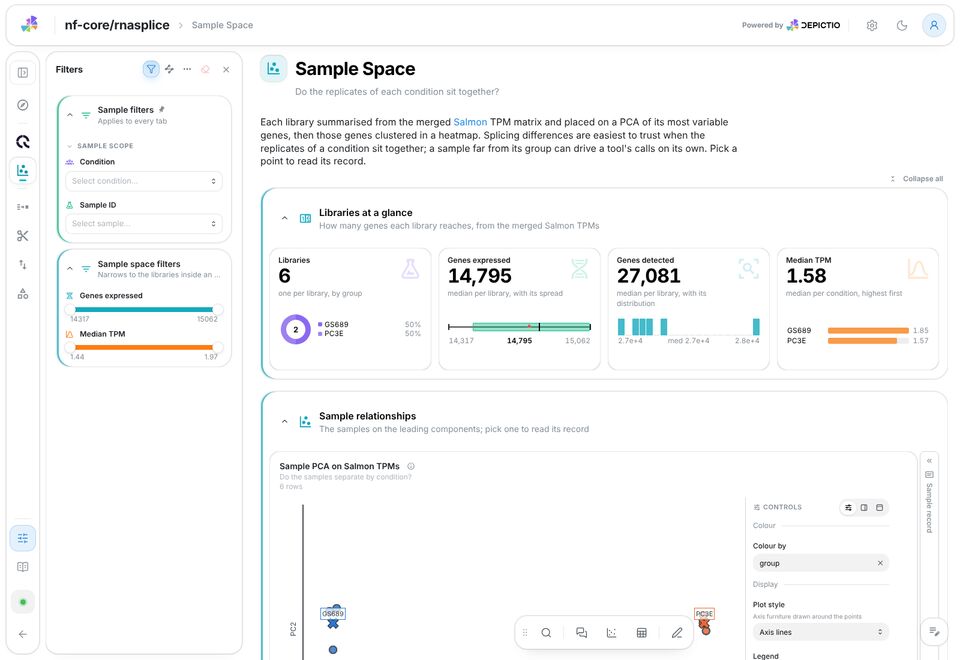 nf-core/rnasplice
Sample Space
Powered by DEPICTIO
Filters
Sample filters
Applies to every tab
SAMPLE SCOPE
Condition
Select condition...
Sample ID
Select sample...
Sample space filters
Narrows to the libraries inside an ...
Genes expressed
14317 15062
Median TPM
1.44 1.97
Sample Space
Do the replicates of each condition sit together?
Each library summarised from the merged Salmon TPM matrix and placed on a PCA of its most variable
genes, then those genes clustered in a heatmap. Splicing differences are easiest to trust when the
replicates of a condition sit together; a sample far from its group can drive a tool's calls on its own. Pick a
point to read its record.
Collapse all
Libraries at a glance
How many genes each library reaches, from the merged Salmon TPMs
Libraries
6
one per library, by group
2
GS689 50%
PC3E 50%
Genes expressed
14,795
median per library, with its spread
14,317 14,795 15,062
Genes detected
27,081
median per library, with its
distribution
2.7e+4 med 2.7e+4 2.8e+4
Median TPM
1.58
median per condition, highest first
GS689 1.85
PC3E 1.57
Sample relationships
The samples on the leading components; pick one to read its record
Sample PCA on Salmon TPMs
Do the samples separate by condition?
6 rows
PC2
GS689
PC3E
CONTROLS
Colour
Colour by
group
Display
Plot style
Axis furniture drawn around the points
Axis lines
Legend
Sample record